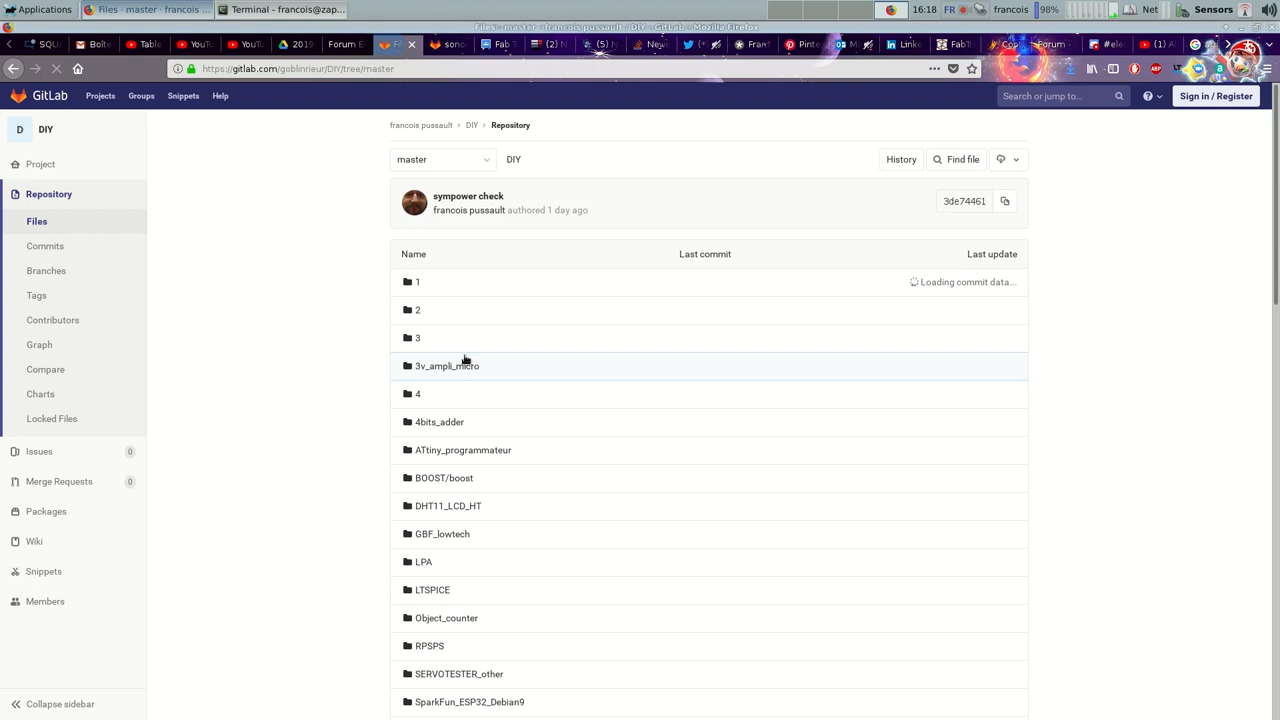 Applications
Files · master · francois ...
Terminal - francois@zap...
16:18
FR
francois
98%
Net
Sensors
Files · master · francois pussault / DIY · GitLab - Mozilla Firefox
SQU
Boîte
Table
YouT
YouT
2019
Forum E
Fi
sono
Fab T
(2) N
(5) N
New
(+
Fran
Pinte
M
Linke
FabT
Cop
Forum -
#ele
(1) A
https://gitlab.com/goblinrieur/DIY/tree/master
GitLab
Projects
Groups
Snippets
Help
Search or jump to...
Sign in / Register
D
DIY
Project
Repository
Files
Commits
Branches
Tags
Contributors
Graph
Compare
Charts
Locked Files
Issues 0
Merge Requests 0
Packages
Wiki
Snippets
Members
Collapse sidebar
francois pussault › DIY › Repository
master
DIY
History
Find file
sympower check
francois pussault authored 1 day ago
3de74461
Name Last commit Last update
1 Loading commit data...
2
3
3v_ampli_micro
4
4bits_adder
ATtiny_programmateur
BOOST/boost
DHT11_LCD_HT
GBF_lowtech
LPA
LTSPICE
Object_counter
RPSPS
SERVOTESTER_other
SparkFun_ESP32_Debian9